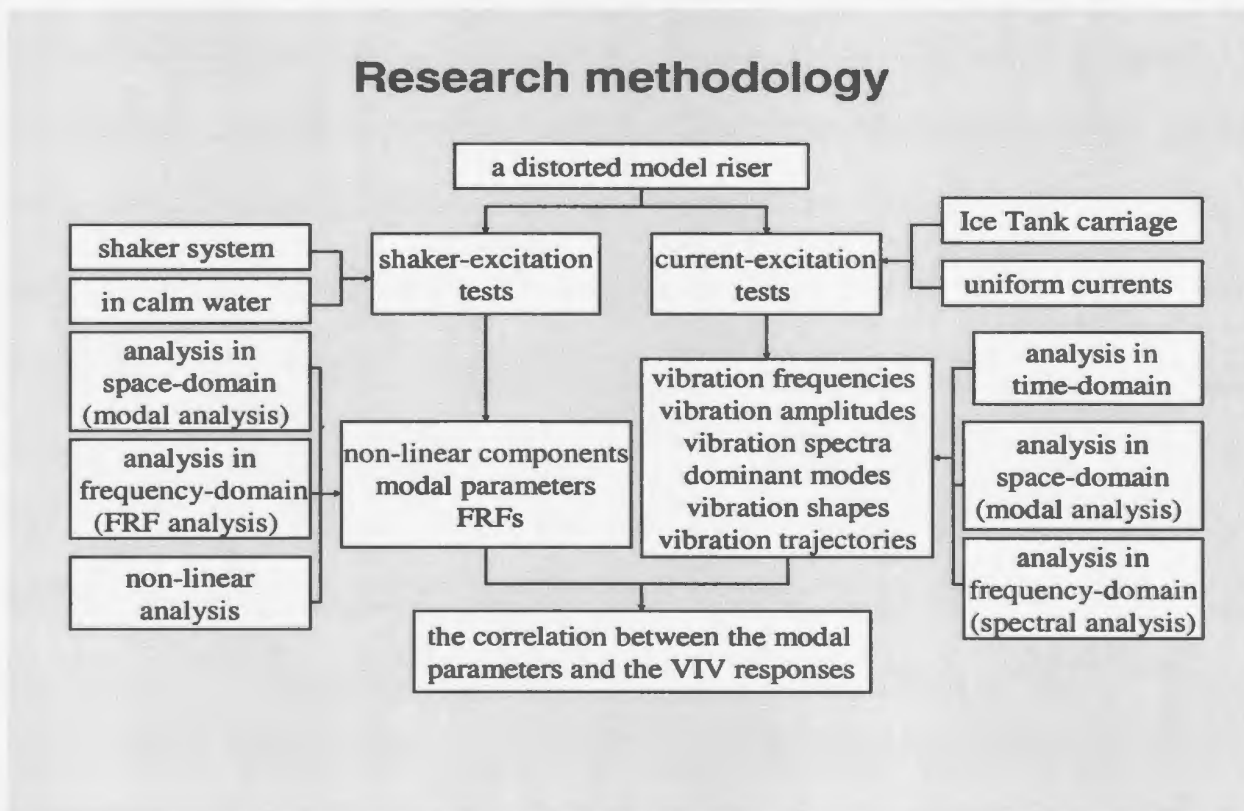 Research methodology
a distorted model riser
shaker system
in calm water
shaker-excitation
tests
current-excitation
tests
Ice Tank carriage
uniform currents
analysis in
space-domain
(modal analysis)
analysis in
frequency-domain
(FRF analysis)
non-linear
analysis
non-linear components
modal parameters
FRFs
vibration frequencies
vibration amplitudes
vibration spectra
dominant modes
vibration shapes
vibration trajectories
analysis in
time-domain
analysis in
space-domain
(modal analysis)
analysis in
frequency-domain
(spectral analysis)
the correlation between the modal
parameters and the VIV responses